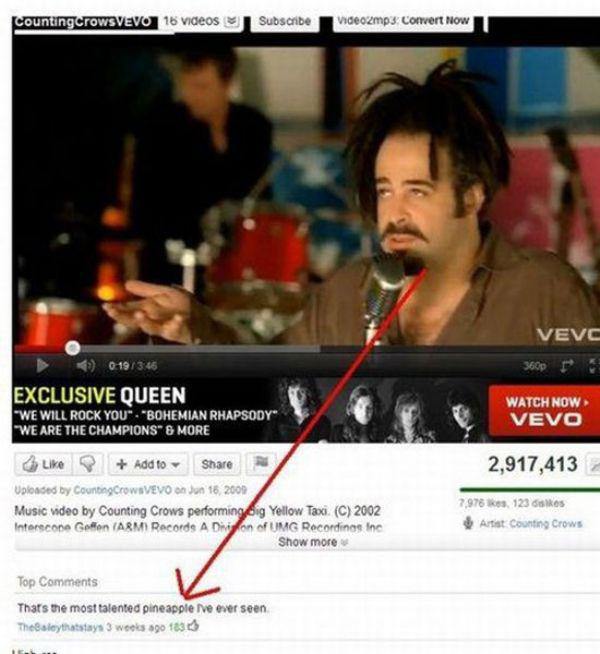 CountingCrowsVEVO 16 videos Subscribe Video2mp3: Convert Now
VEVO
0:19 / 3:46 360p
EXCLUSIVE QUEEN
"WE WILL ROCK YOU" · "BOHEMIAN RHAPSODY"
"WE ARE THE CHAMPIONS" & MORE
WATCH NOW
VEVO
Like + Add to Share 2,917,413
Uploaded by CountingCrowsVEVO on Jun 16, 2009
7,976 likes, 123 dislikes
Music video by Counting Crows performing Big Yellow Taxi. (C) 2002
Artist: Counting Crows
Interscope Geffen (A&M) Records A Division of UMG Recordings Inc.
Show more
Top Comments
That's the most talented pineapple I've ever seen.
TheBaileythatstays 3 weeks ago 183